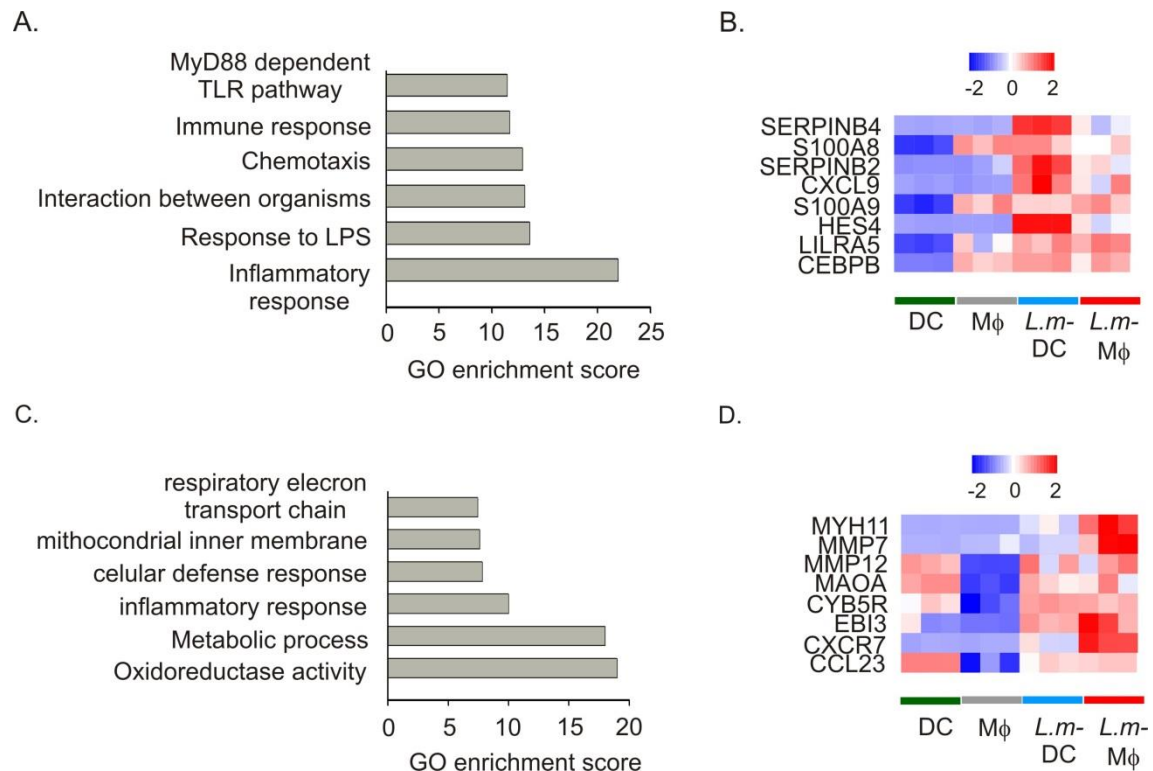 A.
MyD88 dependent
TLR pathway
Immune response
Chemotaxis
Interaction between organisms
Response to LPS
Inflammatory
response
0 5 10 15 20 25
GO enrichment score
B.
-2 0 2
SERPINB4
S100A8
SERPINB2
CXCL9
S100A9
HES4
LILRA5
CEBPB
DC Mϕ L.m- L.m-
DC Mϕ
C.
respiratory elecron
transport chain
mithocondrial inner membrane
celular defense response
inflammatory response
Metabolic process
Oxidoreductase activity
0 5 10 15 20
GO enrichment score
D.
-2 0 2
MYH11
MMP7
MMP12
MAOA
CYB5R
EBI3
CXCR7
CCL23
DC Mϕ L.m- L.m-
DC Mϕ